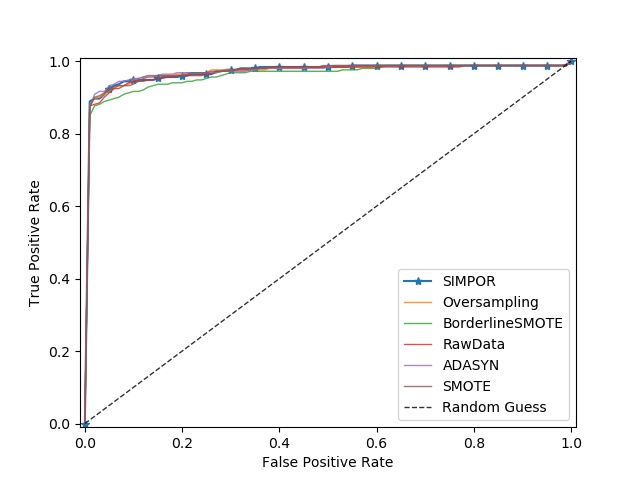 1.0
0.8
0.6
0.4
0.2
0.0
True Positive Rate
SIMPOR
Oversampling
BorderlineSMOTE
RawData
ADASYN
SMOTE
Random Guess
0.0 0.2 0.4 0.6 0.8 1.0
False Positive Rate